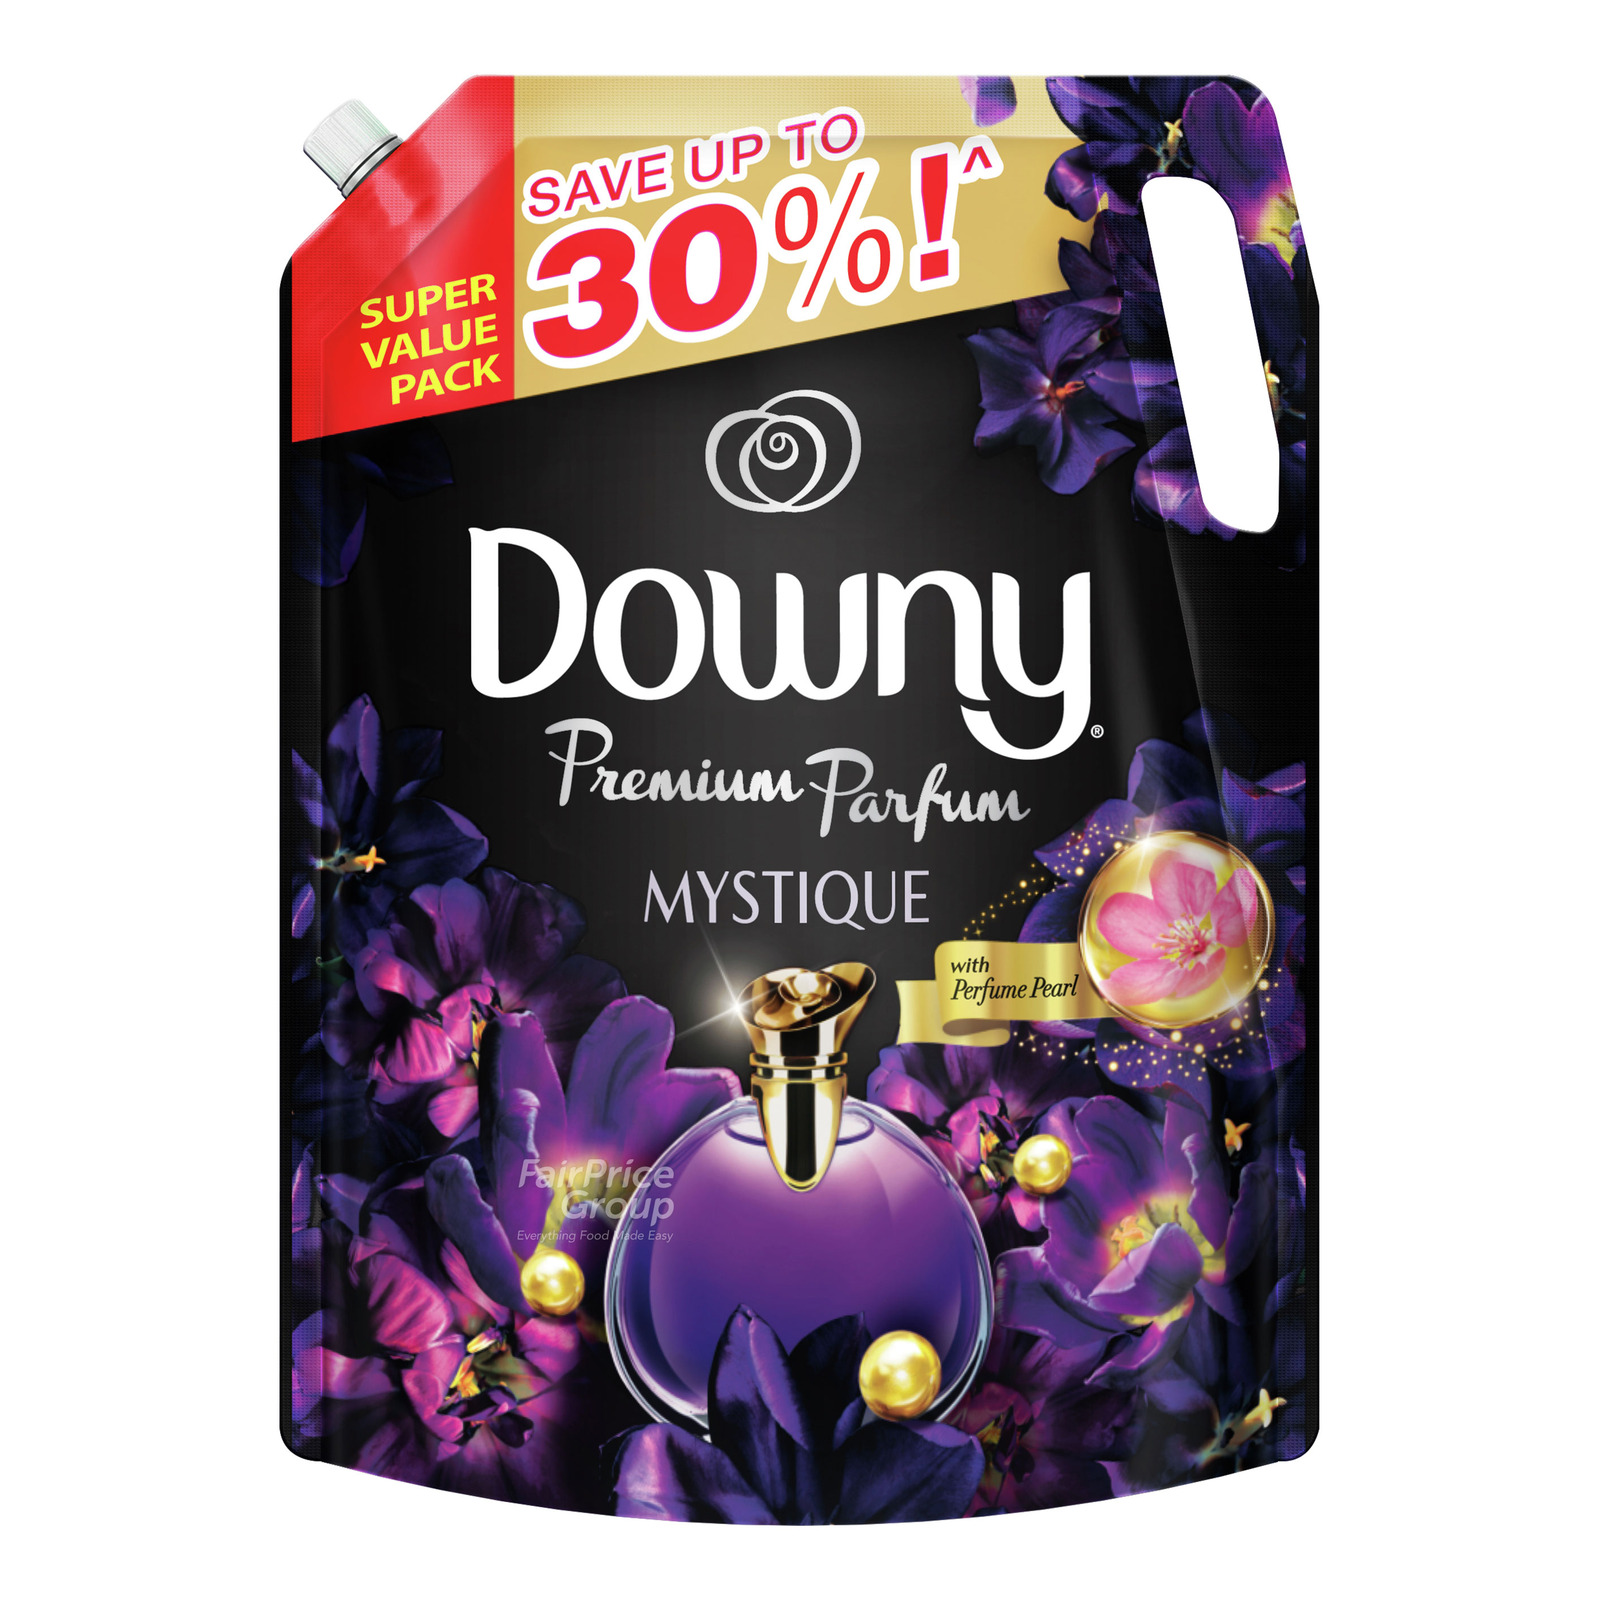 SAVE UP TO
30%!^
SUPER
VALUE
PACK
Downy®
Premium Parfum
MYSTIQUE
with
Perfume Pearl
FairPrice
Group
Everything Food Made Easy